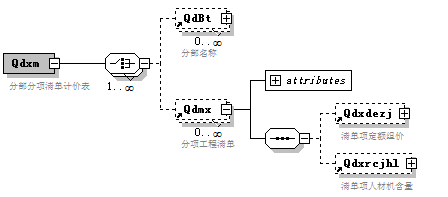 QdBt
0..∞
分部名称
Qdxm
分部分项清单计价表
1..∞
attributes
Qdmx
0..∞
分项工程清单
Qdxdezj
清单项定额组价
Qdxrcjhl
清单项人材机含量